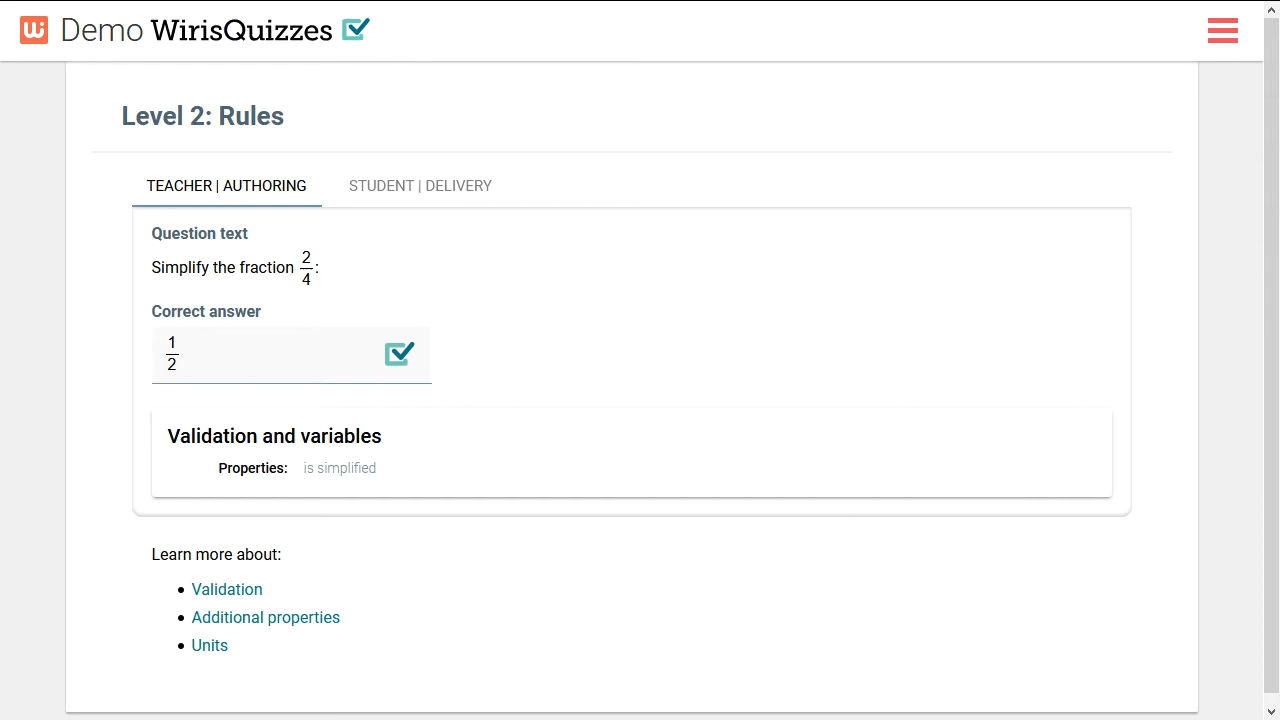 Demo WirisQuizzes
Level 2: Rules
TEACHER | AUTHORING STUDENT | DELIVERY
Question text
Simplify the fraction 2/4:
Correct answer
1/2
Validation and variables
Properties: is simplified
Learn more about:
• Validation
• Additional properties
• Units